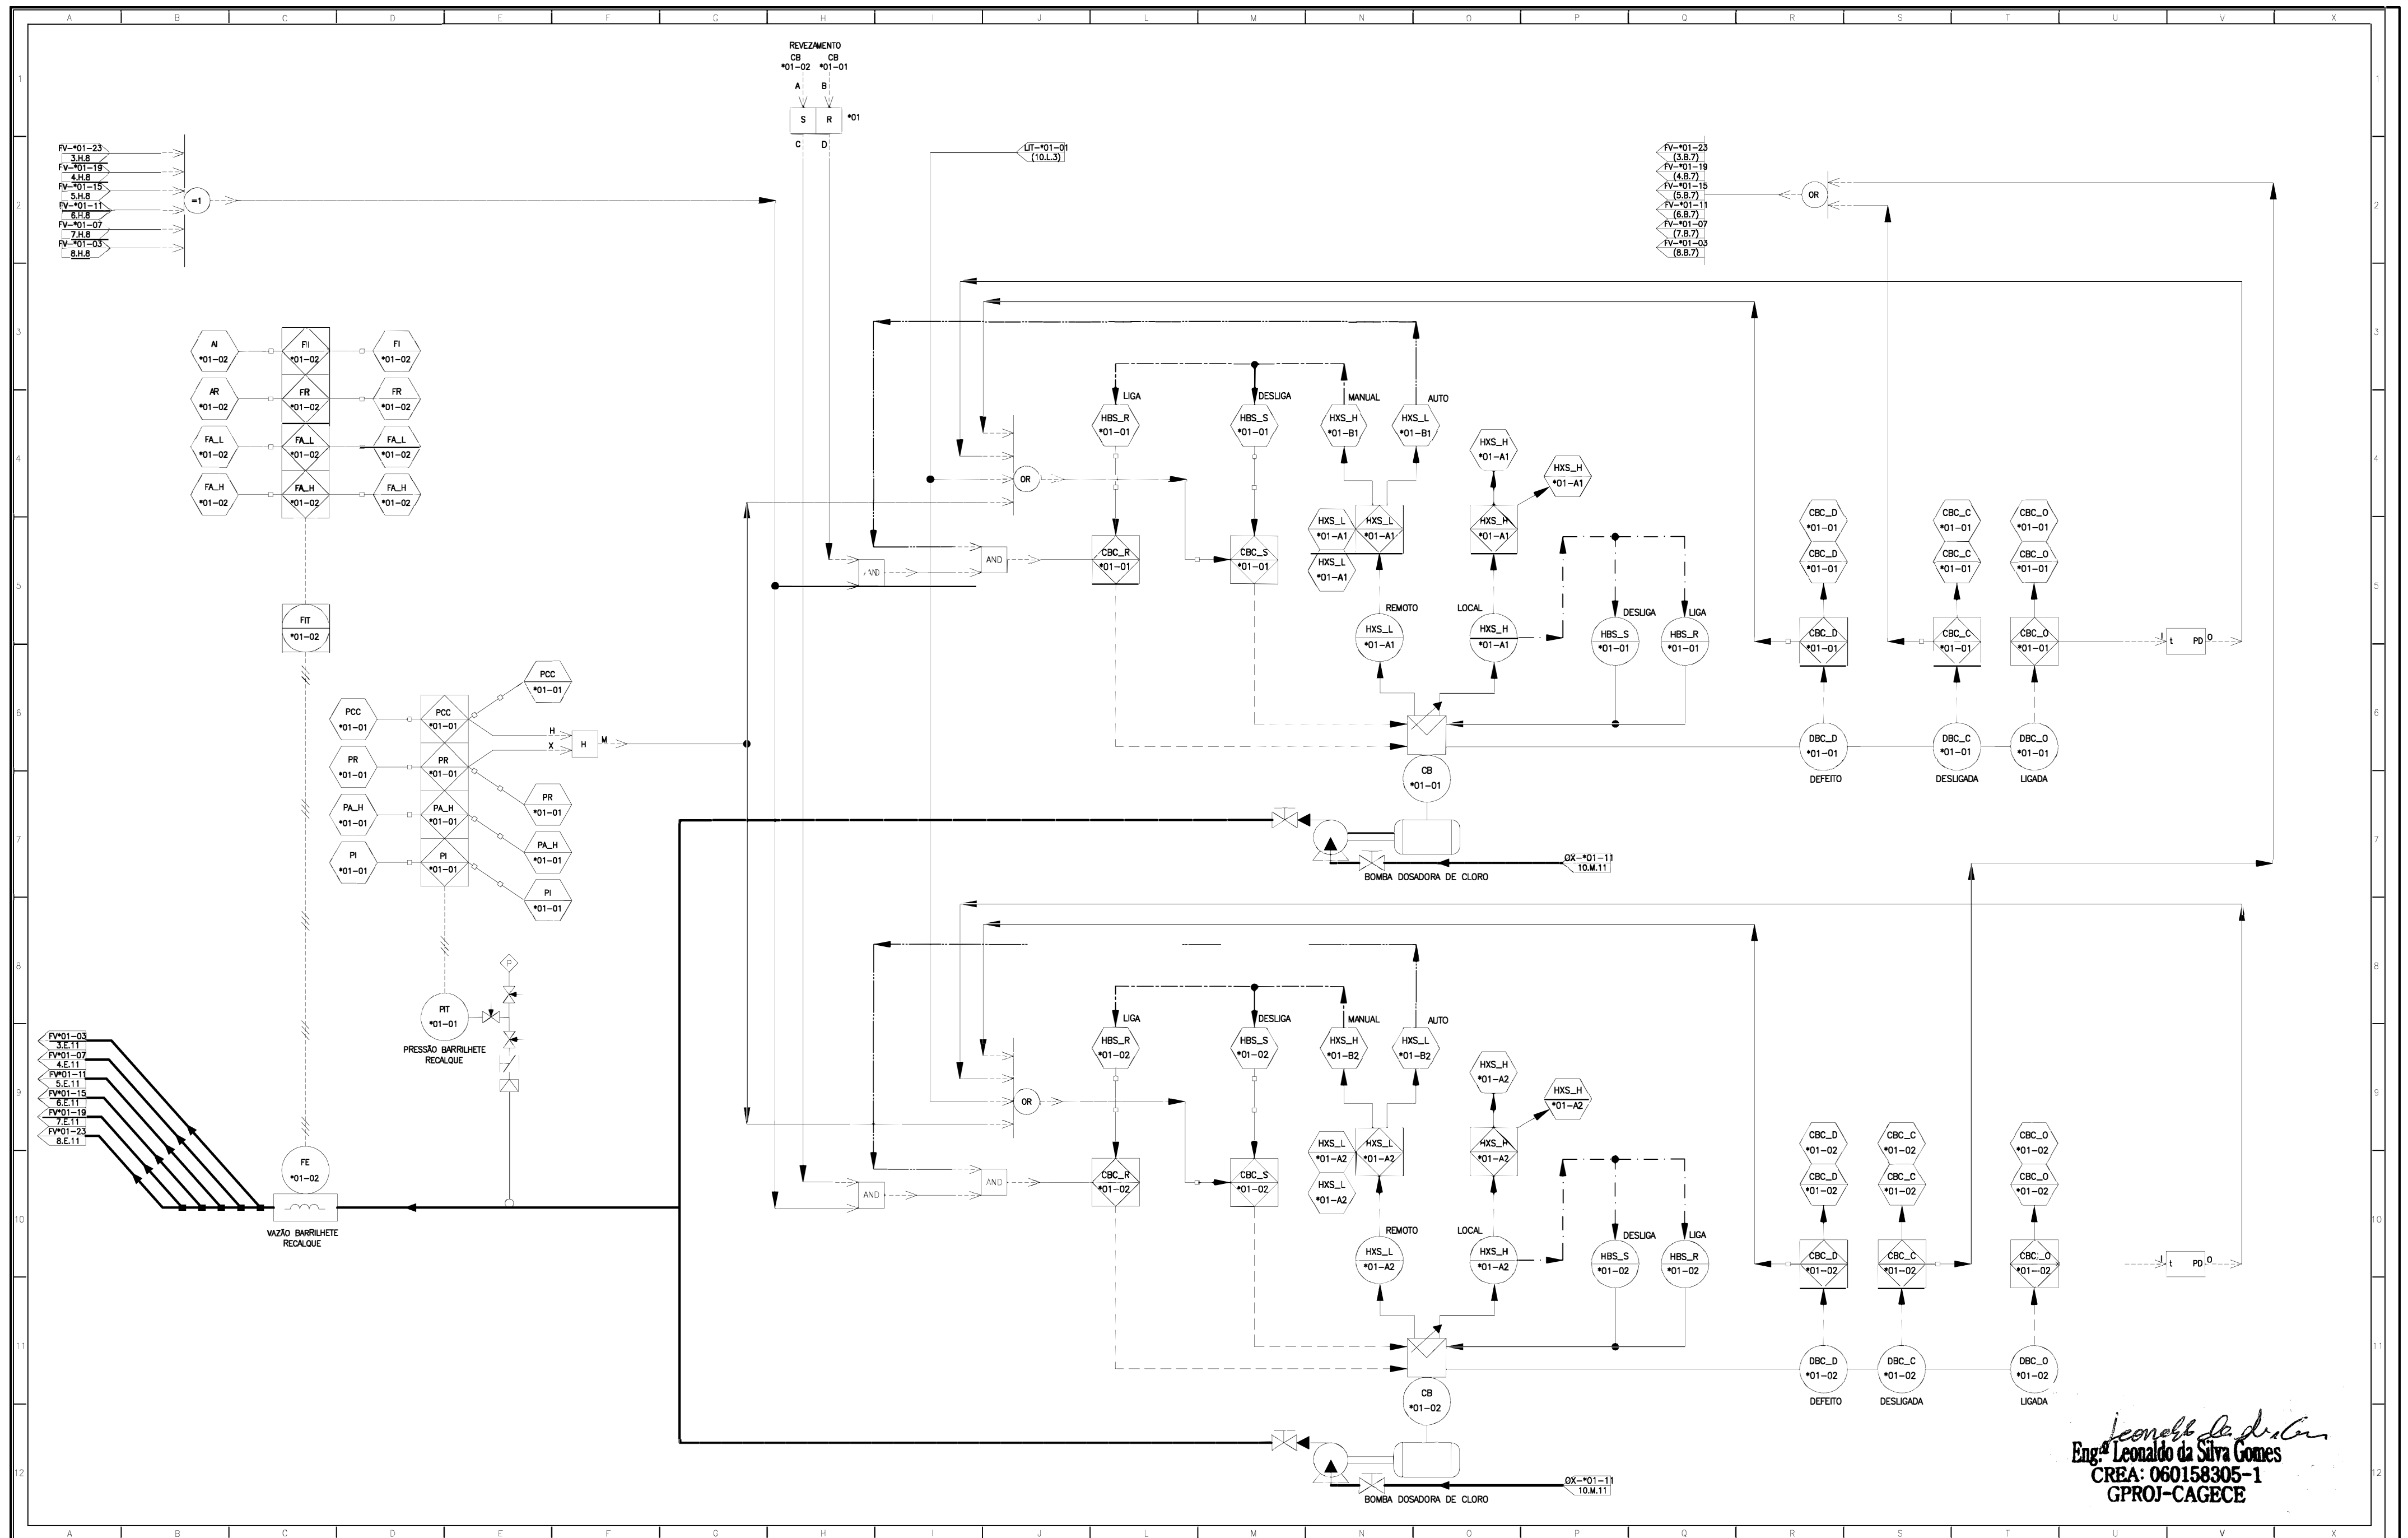 A B C D E F G H I J L M N O P Q R S T U V X
1
2
3
4
5
6
7
8
9
10
11
12
REVEZAMENTO
CB CB
*01-02 *01-01
A B
S R *01
C D
FV-*01-23
3.H.8
FV-*01-19
4.H.8
FV-*01-15
5.H.8
FV-*01-11
6.H.8
FV-*01-07
7.H.8
FV-*01-03
8.H.8
=1
LIT-*01-01
(10.L.3)
FV-*01-23
(3.B.7)
FV-*01-19
(4.B.7)
FV-*01-15
(5.B.7)
FV-*01-11
(6.B.7)
FV-*01-07
(7.B.7)
FV-*01-03
(8.B.7)
OR
AI
*01-02
FI
*01-02
FI
*01-02
AR
*01-02
FR
*01-02
FR
*01-02
FA_L
*01-02
FA_L
*01-02
FA_L
*01-02
FA_H
*01-02
FA_H
*01-02
FA_H
*01-02
FIT
*01-02
PCC
*01-01
PCC
*01-01
PCC
*01-01
H
X
H
M
PR
*01-01
PR
*01-01
PR
*01-01
PA_H
*01-01
PA_H
*01-01
PA_H
*01-01
PI
*01-01
PI
*01-01
PI
*01-01
PIT
*01-01
P
PRESSÃO BARRILHETE
RECALQUE
FV*01-03
3.E.11
FV*01-07
4.E.11
FV*01-11
5.E.11
FV*01-15
6.E.11
FV*01-19
7.E.11
FV*01-23
8.E.11
FE
*01-02
VAZÃO BARRILHETE
RECALQUE
LIGA
HBS_R
*01-01
DESLIGA
HBS_S
*01-01
MANUAL
HXS_H
*01-B1
AUTO
HXS_L
*01-B1
HXS_H
*01-A1
HXS_H
*01-A1
OR
HXS_L
*01-A1
HXS_L
*01-A1
HXS_H
*01-A1
HXS_L
*01-A1
AND
AND
CBC_R
*01-01
CBC_S
*01-01
REMOTO
HXS_L
*01-A1
LOCAL
HXS_H
*01-A1
DESLIGA
HBS_S
*01-01
LIGA
HBS_R
*01-01
CBC_D
*01-01
CBC_C
*01-01
CBC_O
*01-01
CBC_D
*01-01
CBC_C
*01-01
CBC_O
*01-01
CBC_D
*01-01
CBC_C
*01-01
CBC_O
*01-01
I t PD O
DBC_D
*01-01
DBC_C
*01-01
DBC_O
*01-01
DEFEITO
DESLIGADA
LIGADA
CB
*01-01
OX-*01-11
10.M.11
BOMBA DOSADORA DE CLORO
LIGA
HBS_R
*01-02
DESLIGA
HBS_S
*01-02
MANUAL
HXS_H
*01-B2
AUTO
HXS_L
*01-B2
HXS_H
*01-A2
HXS_H
*01-A2
OR
HXS_L
*01-A2
HXS_L
*01-A2
HXS_H
*01-A2
HXS_L
*01-A2
AND
AND
CBC_R
*01-02
CBC_S
*01-02
REMOTO
HXS_L
*01-A2
LOCAL
HXS_H
*01-A2
DESLIGA
HBS_S
*01-02
LIGA
HBS_R
*01-02
CBC_D
*01-02
CBC_C
*01-02
CBC_O
*01-02
CBC_D
*01-02
CBC_C
*01-02
CBC_O
*01-02
CBC_D
*01-02
CBC_C
*01-02
CBC_O
*01-02
I t PD O
DBC_D
*01-02
DBC_C
*01-02
DBC_O
*01-02
DEFEITO
DESLIGADA
LIGADA
CB
*01-02
OX-*01-11
10.M.11
BOMBA DOSADORA DE CLORO
Eng.º Leonaldo da Silva Gomes
CREA: 060158305-1
GPROJ-CAGECE
A B C D E F G H I J L M N O P Q R S T U V X